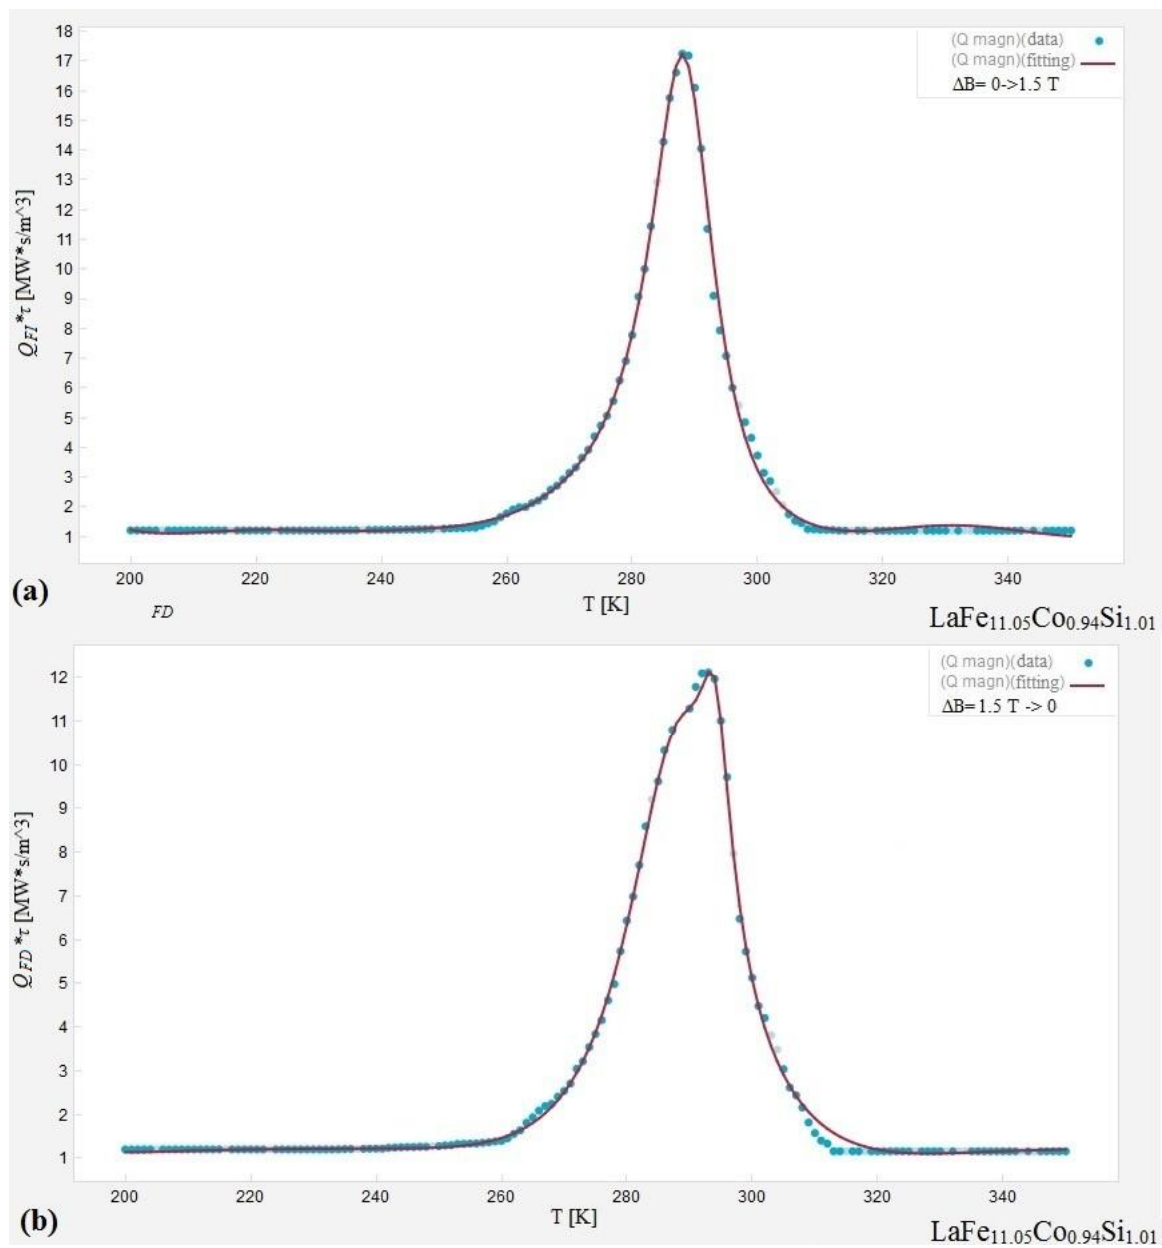 18
17
16
15
14
13
12
11
10
9
8
7
6
5
4
3
2
1
Q_FI*τ [MW*s/m^3]
(Q magn)(data)
(Q magn)(fitting)
ΔB= 0->1.5 T
200 220 240 260 280 300 320 340
(a)
T [K]
FD
LaFe11.05Co0.94Si1.01
12
11
10
9
8
7
6
5
4
3
2
1
Q_FD*τ [MW*s/m^3]
(Q magn)(data)
(Q magn)(fitting)
ΔB= 1.5 T -> 0
200 220 240 260 280 300 320 340
(b)
T [K]
LaFe11.05Co0.94Si1.01